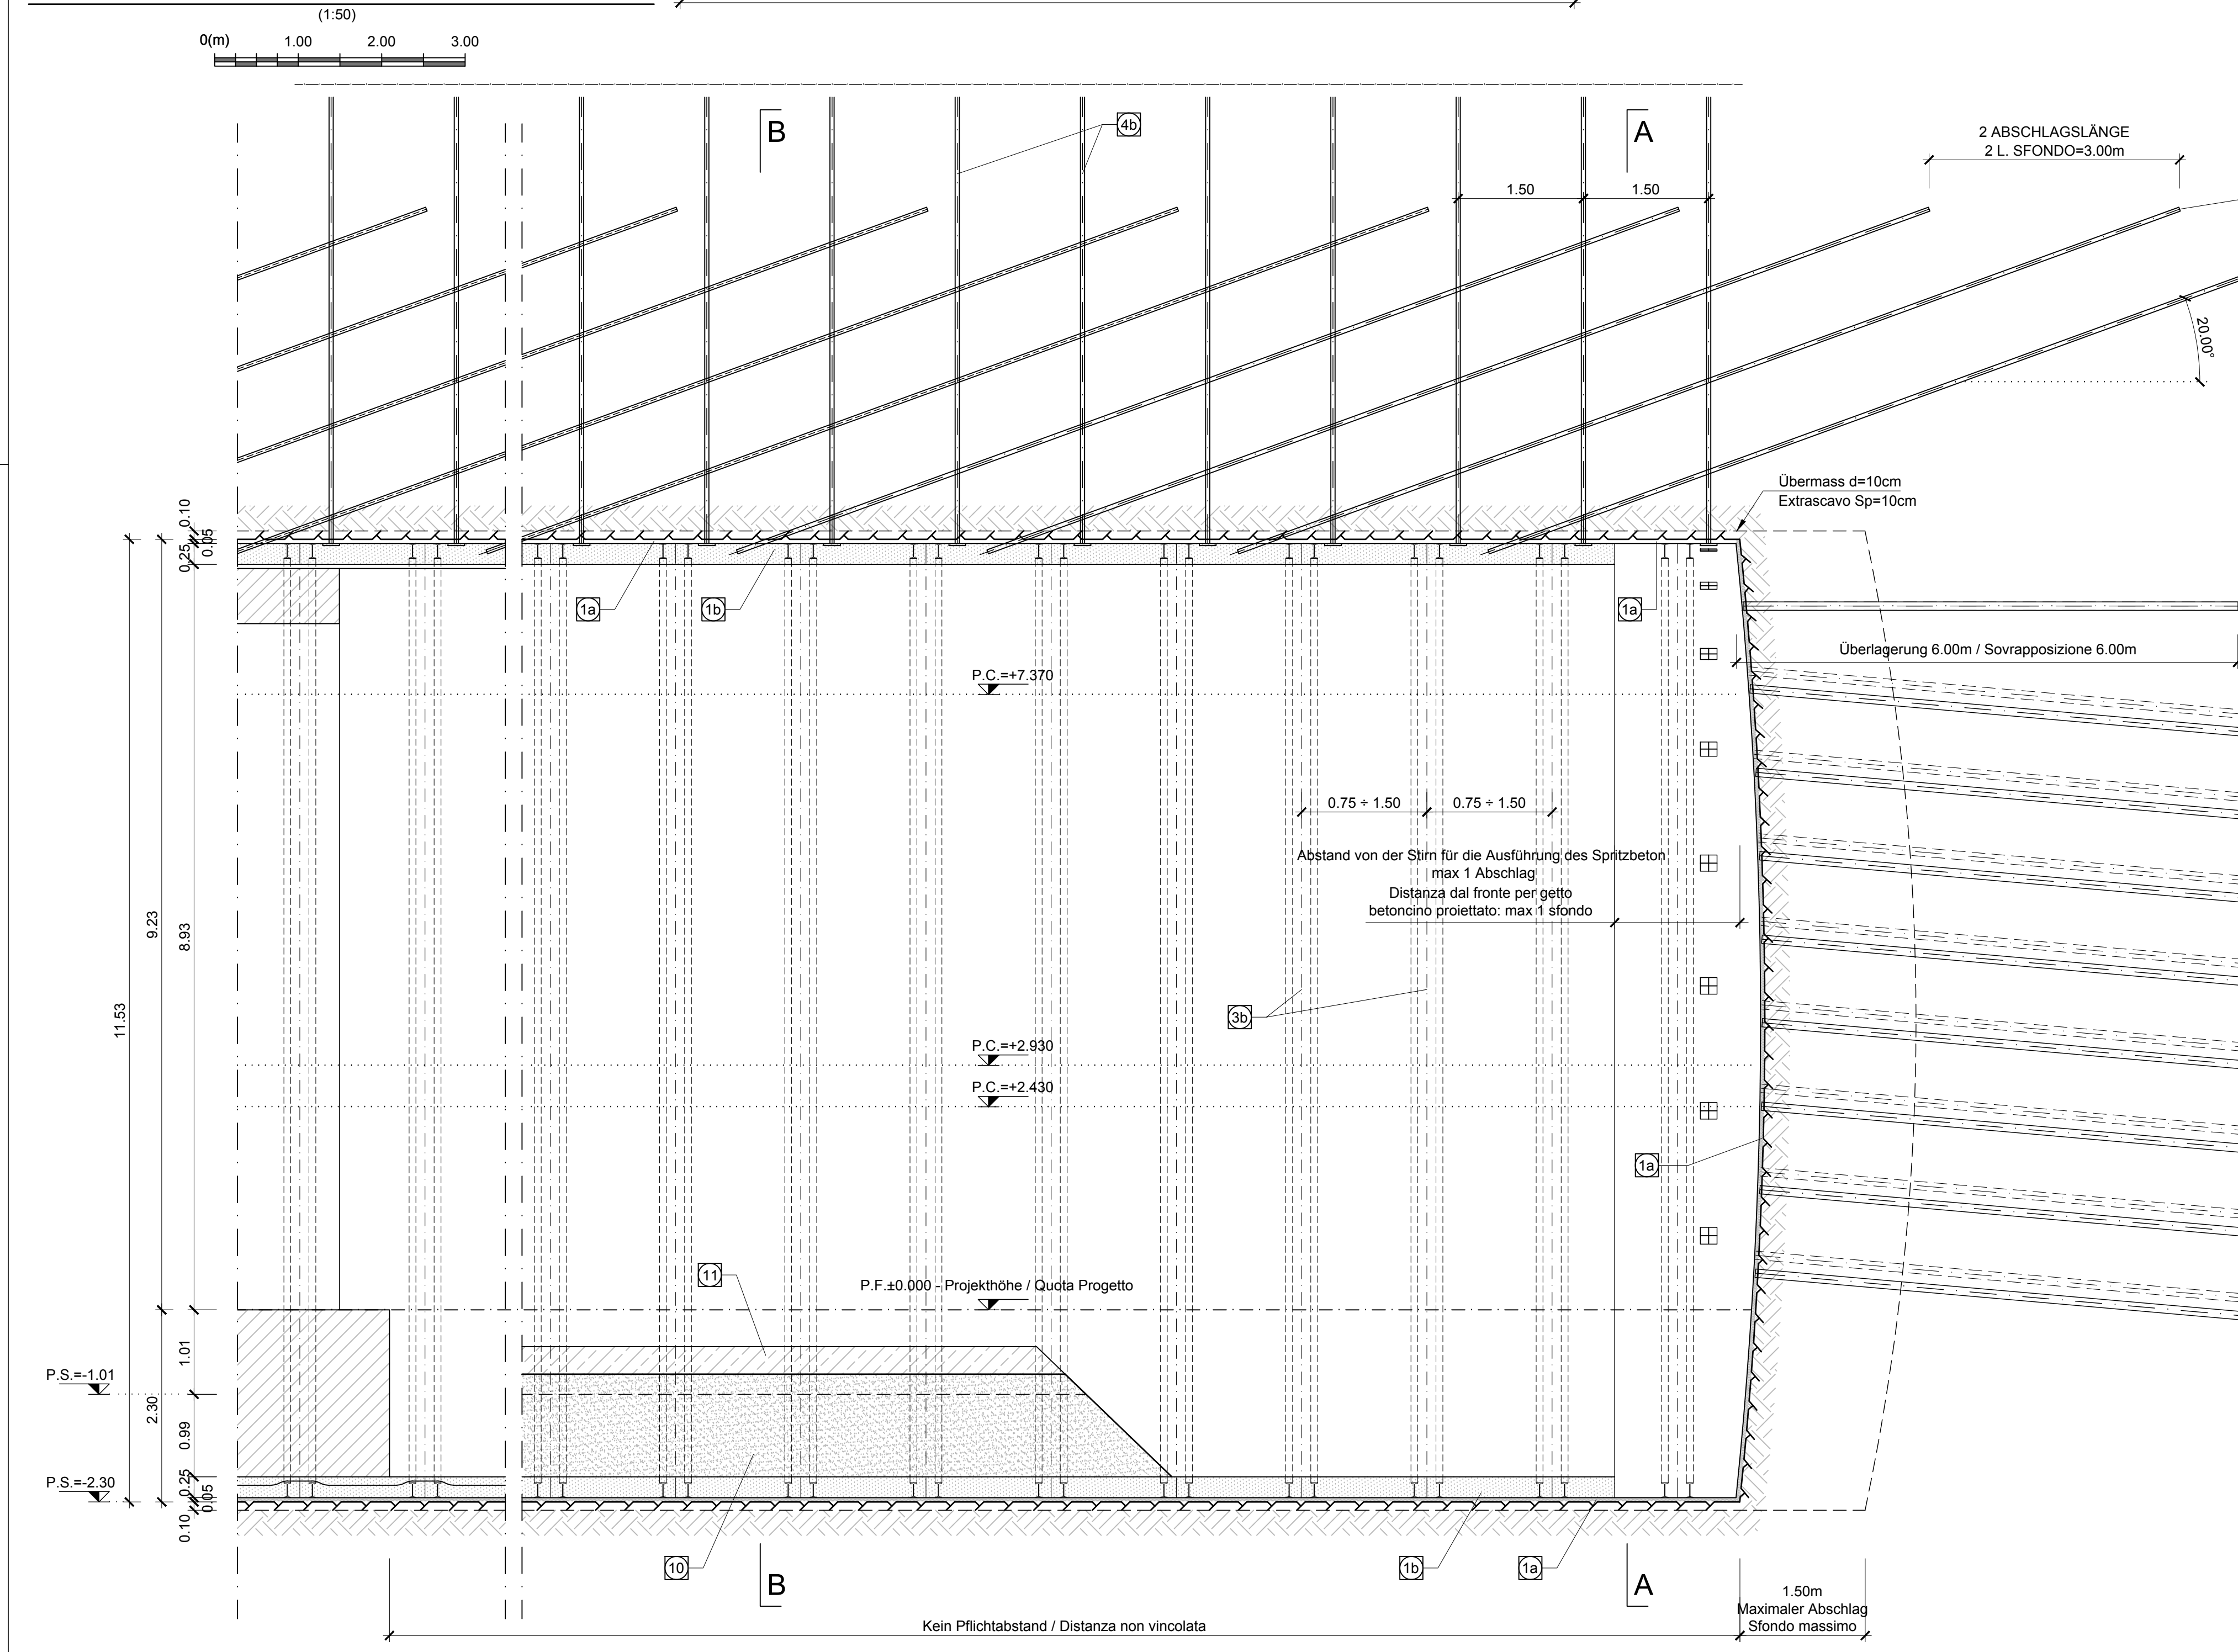 (1:50)
0(m) 1.00 2.00 3.00
B
4b
A
2 ABSCHLAGSLÄNGE
2 L. SFONDO=3.00m
1.50 1.50
20.00°
Übermass d=10cm
Extrascavo Sp=10cm
0.10
0.05
0.25
1a
1b
1a
Überlagerung 6.00m / Sovrapposizione 6.00m
P.C.=+7.370
0.75 ÷ 1.50 0.75 ÷ 1.50
Abstand von der Stirn für die Ausführung des Spritzbeton
max 1 Abschlag
Distanza dal fronte per getto
betoncino proiettato: max 1 sfondo
9.23
8.93
11.53
3b
P.C.=+2.930
P.C.=+2.430
1a
11
P.F.±0.000 - Projekthöhe / Quota Progetto
1.01
P.S.=-1.01
2.30
0.99
P.S.=-2.30
0.25
0.05
0.10
10
B
1b
1a
A
1.50m
Maximaler Abschlag
Sfondo massimo
Kein Pflichtabstand / Distanza non vincolata